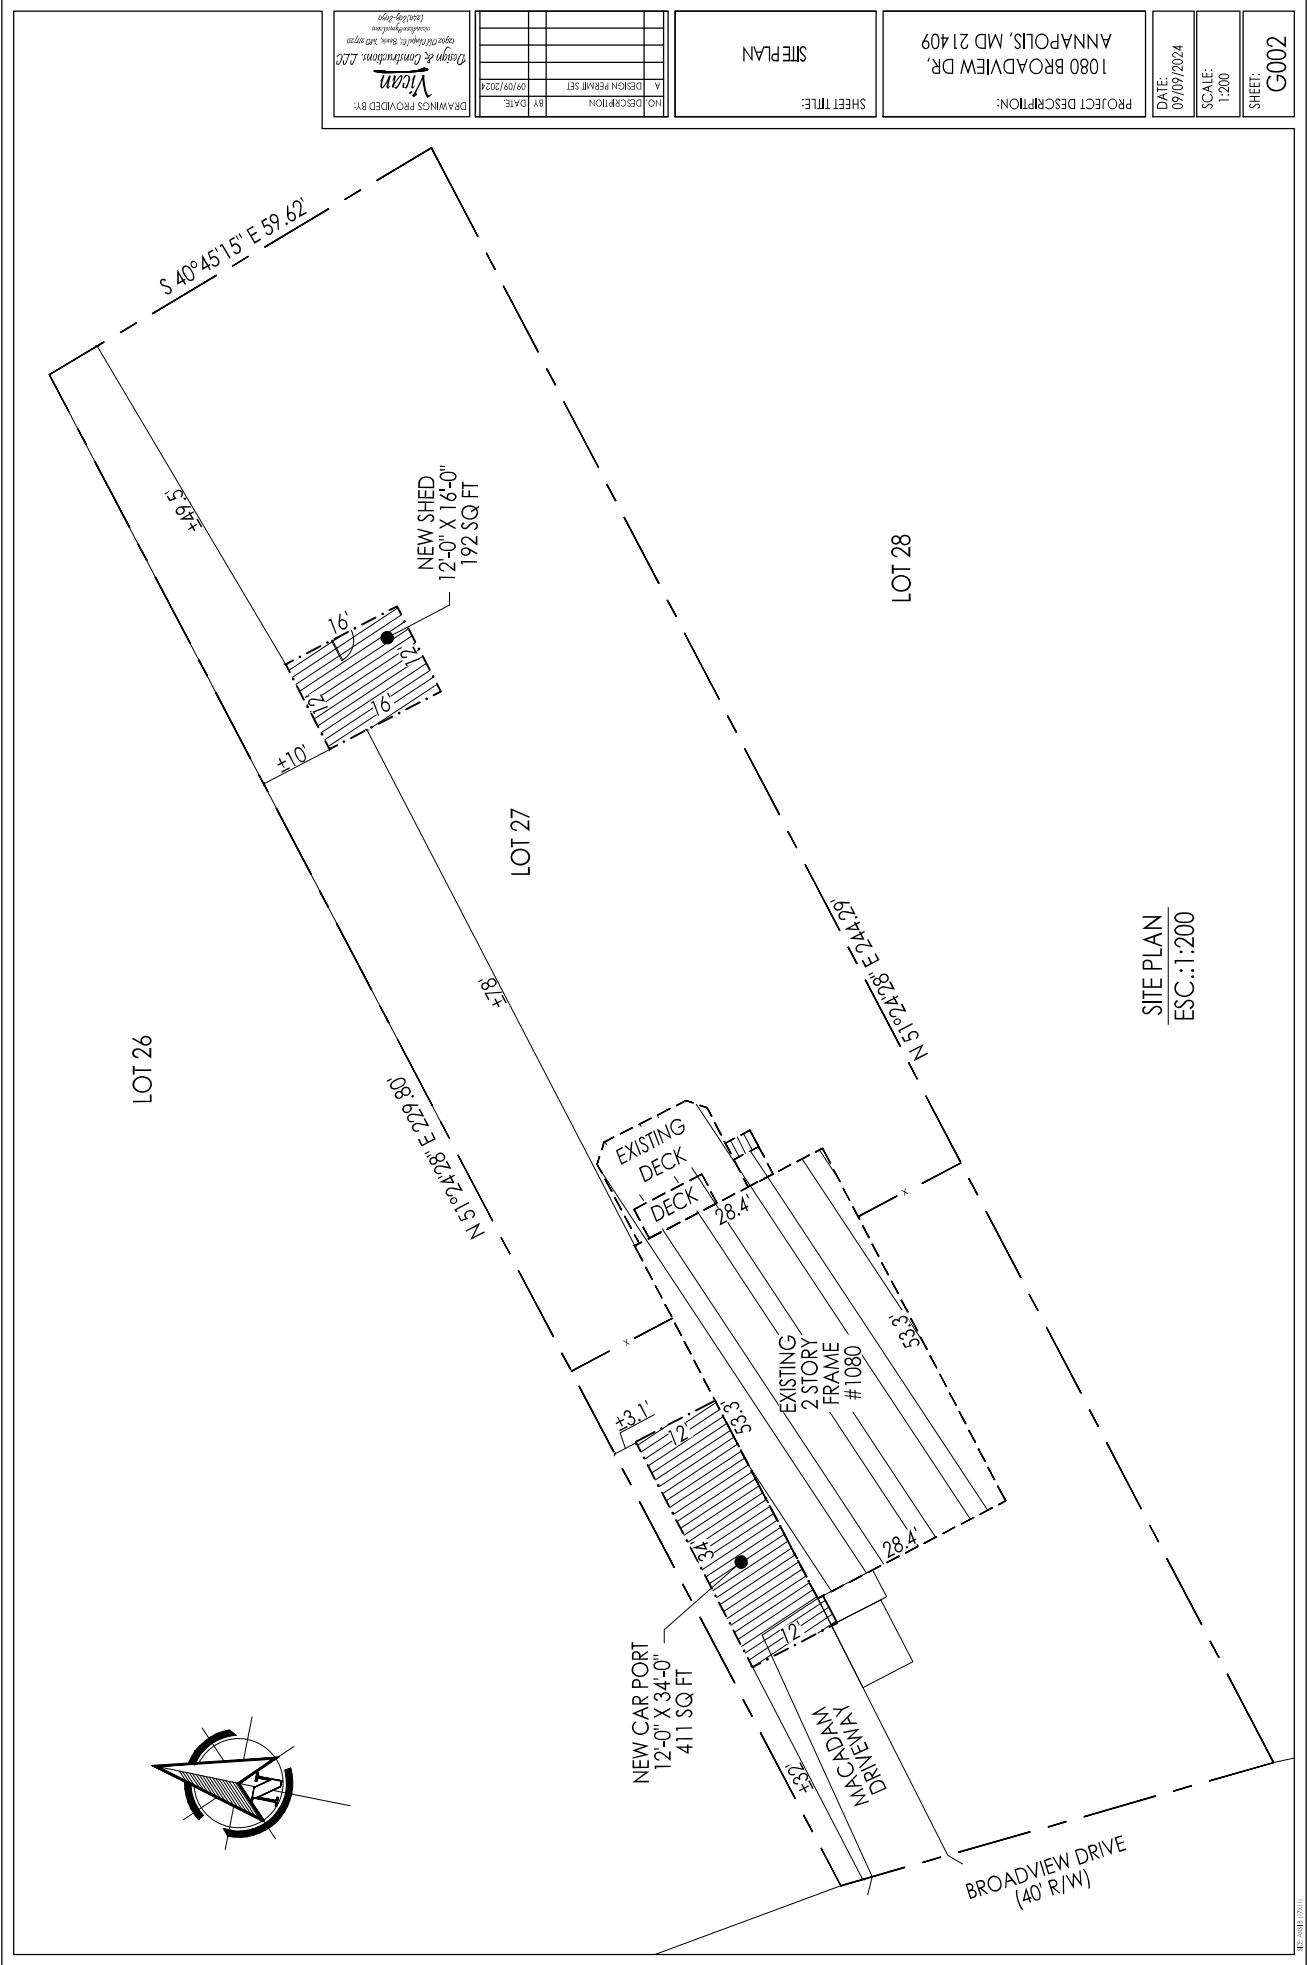 DRAWINGS PROVIDED BY:
Vican
Design & Constructions, LLC
NO.
DESCRIPTION
BY
DATE:
A
DESIGN PERMIT SET
09/09/2024
SHEET TITLE:
SITE PLAN
PROJECT DESCRIPTION:
1080 BROADVIEW DR,
ANNAPOLIS, MD 21409
DATE:
09/09/2024
SCALE:
1:200
SHEET:
G002
S 40°45'15" E 59.62'
±49.5'
NEW SHED
12'-0" X 16'-0"
192 SQ FT
16'
12'
12'
16'
±10'
LOT 28
LOT 27
±78'
N 51°24'28" E 244.29'
SITE PLAN
ESC.:1:200
LOT 26
N 51°24'28" E 229.80'
EXISTING
DECK
DECK
28.4'
x
x
53.3'
EXISTING
2 STORY
FRAME
#1080
±3.1'
12'
53.3'
34'
28.4'
12'
NEW CAR PORT
12'-0" X 34'-0"
411 SQ FT
±32'
MACADAM
DRIVEWAY
N
BROADVIEW DRIVE
(40' R/W)